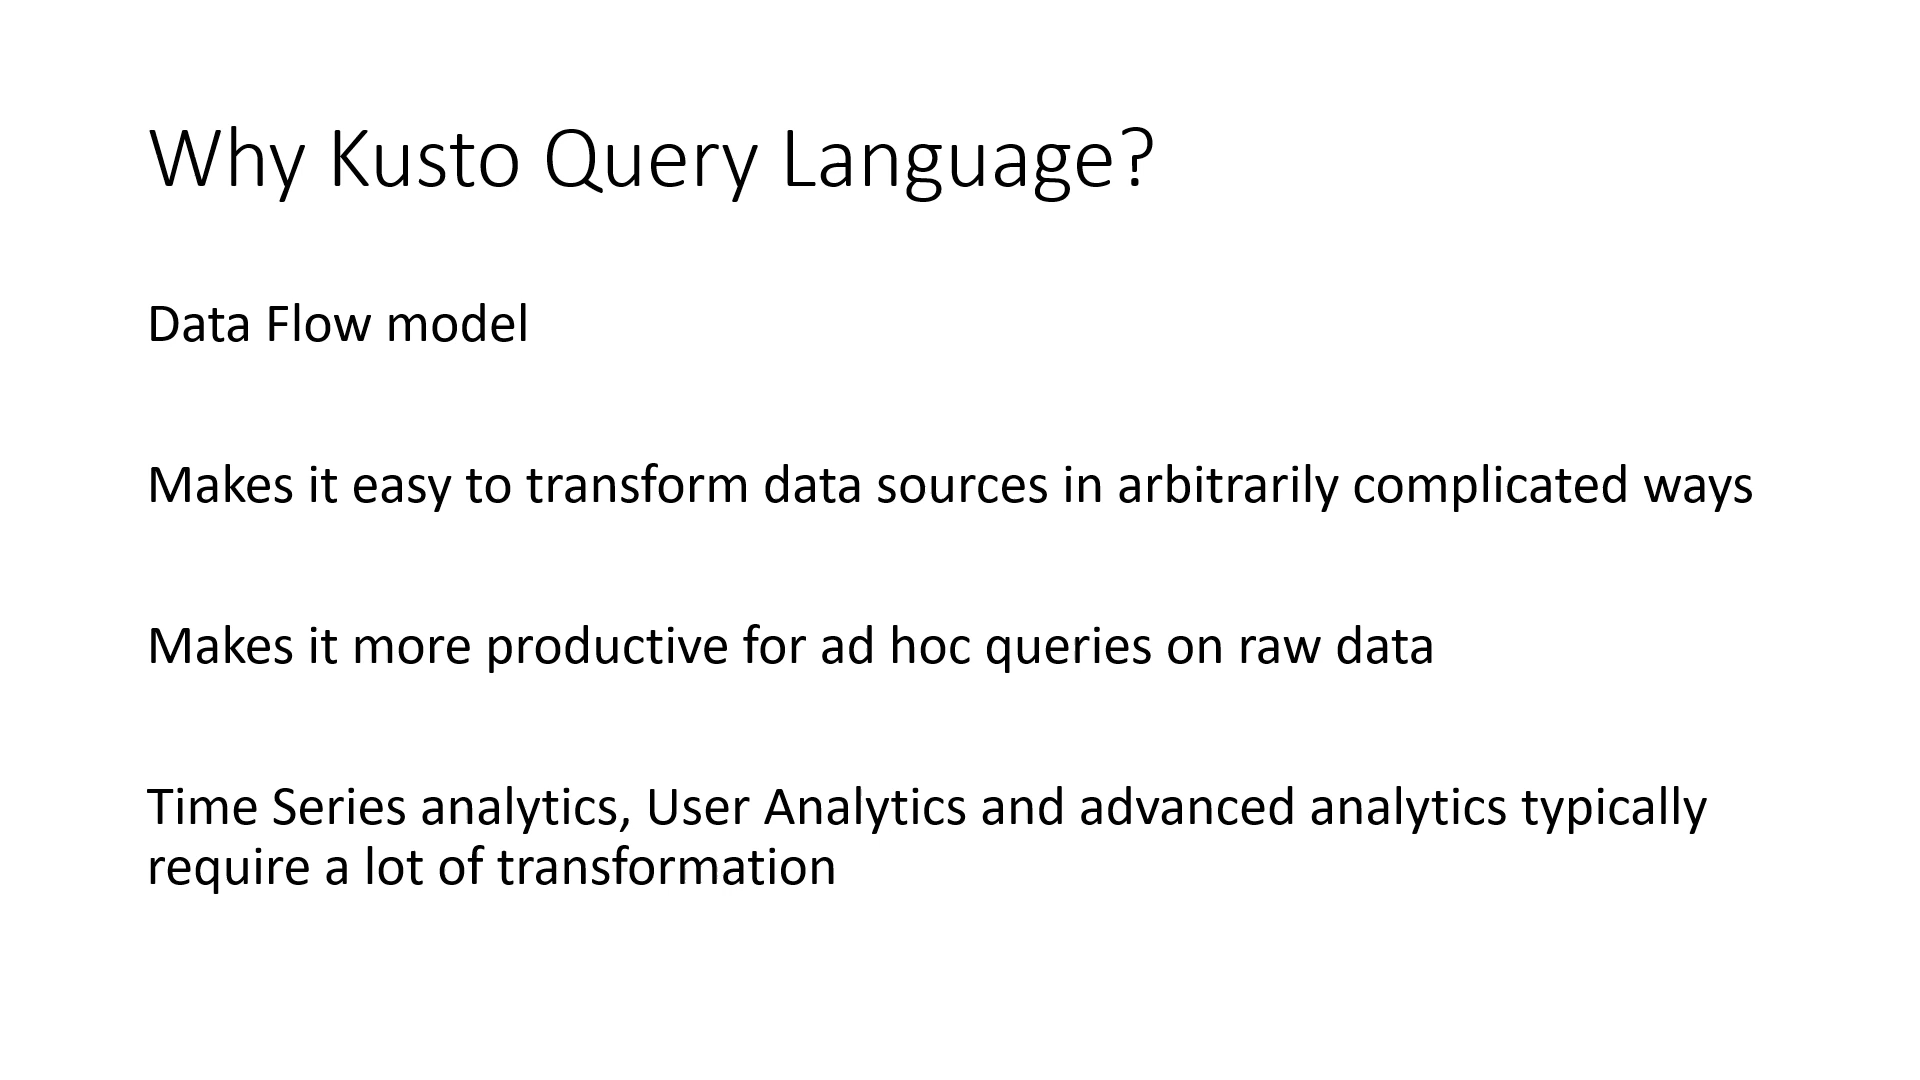 Why Kusto Query Language?
Data Flow model
Makes it easy to transform data sources in arbitrarily complicated ways
Makes it more productive for ad hoc queries on raw data
Time Series analytics, User Analytics and advanced analytics typically
require a lot of transformation